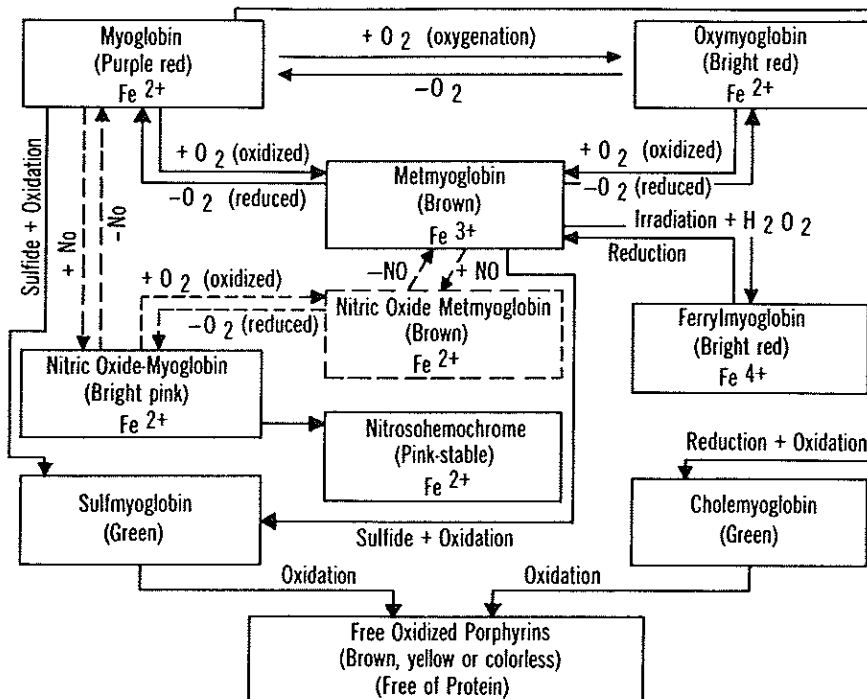 Myoglobin
(Purple red)
Fe 2+
+ O 2 (oxygenation)
−O 2
Oxymyoglobin
(Bright red)
Fe 2+
Sulfide + Oxidation
+ No
- No
+ O 2 (oxidized)
−O 2 (reduced)
Metmyoglobin
(Brown)
Fe 3+
+ O 2 (oxidized)
−O 2 (reduced)
Irradiation + H 2 O 2
Reduction
−NO
+ NO
+ O 2 (oxidized)
−O 2 (reduced)
Nitric Oxide Metmyoglobin
(Brown)
Fe 2+
Ferrylmyoglobin
(Bright red)
Fe 4+
Nitric Oxide-Myoglobin
(Bright pink)
Fe 2+
Nitrosohemochrome
(Pink-stable)
Fe 2+
Reduction + Oxidation
Sulfmyoglobin
(Green)
Cholemyoglobin
(Green)
Sulfide + Oxidation
Oxidation
Oxidation
Free Oxidized Porphyrins
(Brown, yellow or colorless)
(Free of Protein)